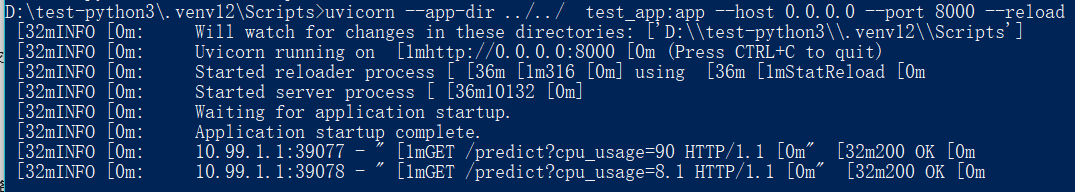 D:\test-python3\.venv12\Scripts>uvicorn --app-dir ../../  test_app:app --host 0.0.0.0 --port 8000 --reload
[32mINFO [0m:     Will watch for changes in these directories: ['D:\\test-python3\\.venv12\\Scripts']
[32mINFO [0m:     Uvicorn running on  [1mhttp://0.0.0.0:8000 [0m (Press CTRL+C to quit)
[32mINFO [0m:     Started reloader process [ [36m [1m316 [0m] using  [36m [1mStatReload [0m
[32mINFO [0m:     Started server process [ [36m10132 [0m]
[32mINFO [0m:     Waiting for application startup.
[32mINFO [0m:     Application startup complete.
[32mINFO [0m:     10.99.1.1:39077 - " [1mGET /predict?cpu_usage=90 HTTP/1.1 [0m"  [32m200 OK [0m
[32mINFO [0m:     10.99.1.1:39078 - " [1mGET /predict?cpu_usage=8.1 HTTP/1.1 [0m"  [32m200 OK [0m